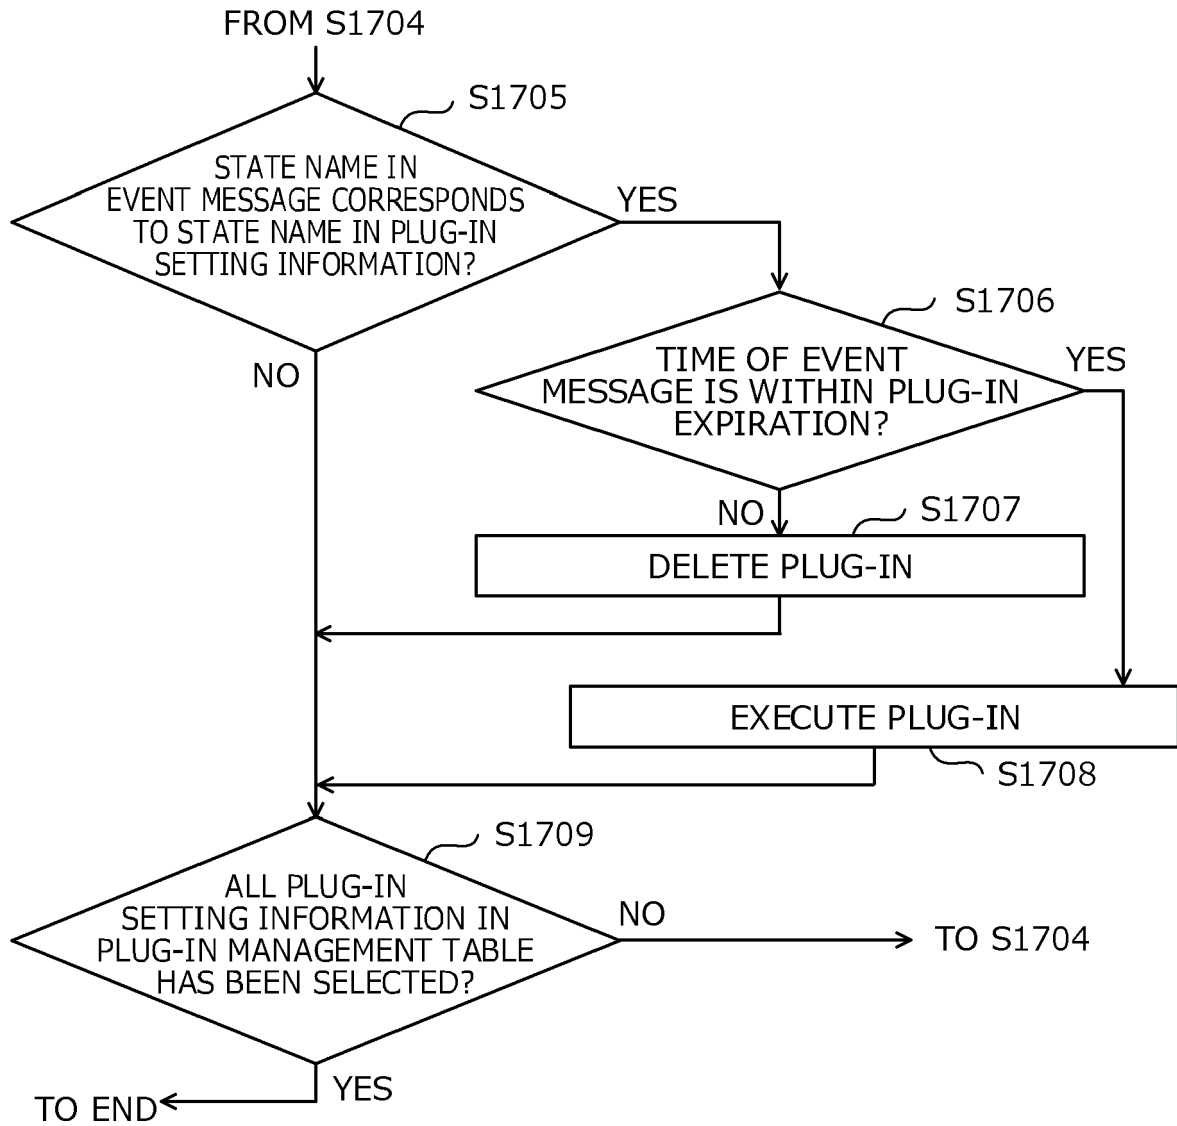 FROM S1704
S1705
STATE NAME IN
EVENT MESSAGE CORRESPONDS
TO STATE NAME IN PLUG-IN
SETTING INFORMATION?
YES
NO
S1706
TIME OF EVENT
MESSAGE IS WITHIN PLUG-IN
EXPIRATION?
YES
NO
S1707
DELETE PLUG-IN
EXECUTE PLUG-IN
S1708
S1709
ALL PLUG-IN
SETTING INFORMATION IN
PLUG-IN MANAGEMENT TABLE
HAS BEEN SELECTED?
NO
TO S1704
YES
TO END